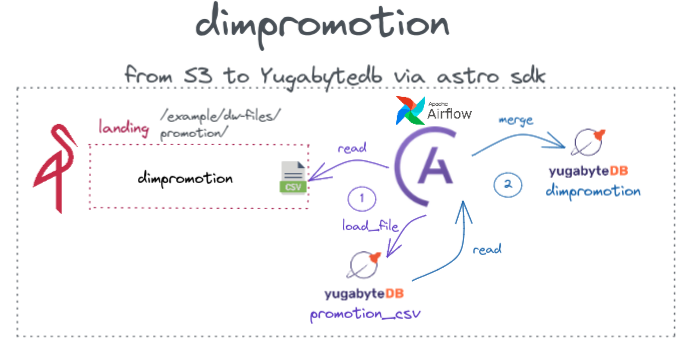 dimpromotion
from S3 to Yugabytedb via astro sdk
landing
/example/dw-files/
promotion/
dimpromotion
CSV
read
1
load_file
Apache
Airflow
A
merge
2
yugabyteDB
dimpromotion
read
yugabyteDB
promotion_csv